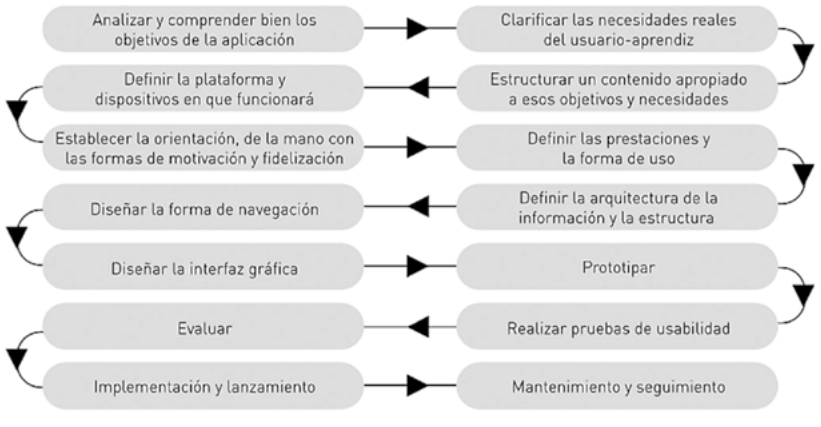 Analizar y comprender bien los
objetivos de la aplicación
Clarificar las necesidades reales
del usuario-aprendiz
Estructurar un contenido apropiado
a esos objetivos y necesidades
Definir la plataforma y
dispositivos en que funcionará
Establecer la orientación, de la mano con
las formas de motivación y fidelización
Definir las prestaciones y
la forma de uso
Definir la arquitectura de la
información y la estructura
Diseñar la forma de navegación
Diseñar la interfaz gráfica
Prototipar
Realizar pruebas de usabilidad
Evaluar
Implementación y lanzamiento
Mantenimiento y seguimiento